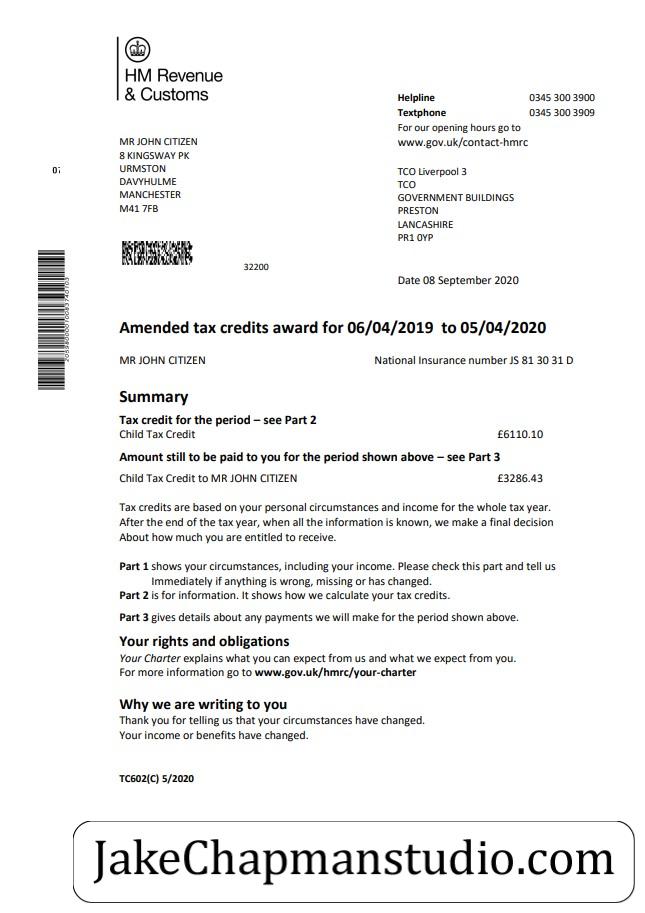 HM Revenue
& Customs
Helpline 0345 300 3900
Textphone 0345 300 3909
For our opening hours go to
www.gov.uk/contact-hmrc
MR JOHN CITIZEN
8 KINGSWAY PK
URMSTON
DAVYHULME
MANCHESTER
M41 7FB
07
TCO Liverpool 3
TCO
GOVERNMENT BUILDINGS
PRESTON
LANCASHIRE
PR1 0YP
32200
Date 08 September 2020
Amended tax credits award for 06/04/2019 to 05/04/2020
MR JOHN CITIZEN National Insurance number JS 81 30 31 D
Summary
Tax credit for the period – see Part 2
Child Tax Credit £6110.10
Amount still to be paid to you for the period shown above – see Part 3
Child Tax Credit to MR JOHN CITIZEN £3286.43
Tax credits are based on your personal circumstances and income for the whole tax year.
After the end of the tax year, when all the information is known, we make a final decision
About how much you are entitled to receive.
Part 1 shows your circumstances, including your income. Please check this part and tell us
Immediately if anything is wrong, missing or has changed.
Part 2 is for information. It shows how we calculate your tax credits.
Part 3 gives details about any payments we will make for the period shown above.
Your rights and obligations
Your Charter explains what you can expect from us and what we expect from you.
For more information go to www.gov.uk/hmrc/your-charter
Why we are writing to you
Thank you for telling us that your circumstances have changed.
Your income or benefits have changed.
TC602(C) 5/2020
JakeChapmanstudio.com